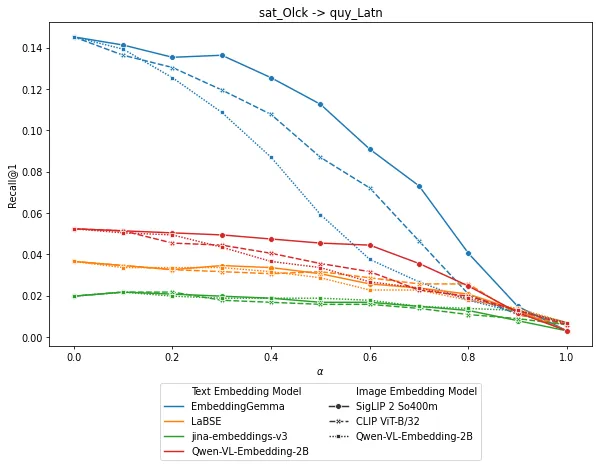 sat_Olck -> quy_Latn
Recall@1
0.14
0.12
0.10
0.08
0.06
0.04
0.02
0.00
0.0 0.2 0.4 0.6 0.8 1.0
α
Text Embedding Model Image Embedding Model
EmbeddingGemma SigLIP 2 So400m
LaBSE CLIP ViT-B/32
jina-embeddings-v3 Qwen-VL-Embedding-2B
Qwen-VL-Embedding-2B